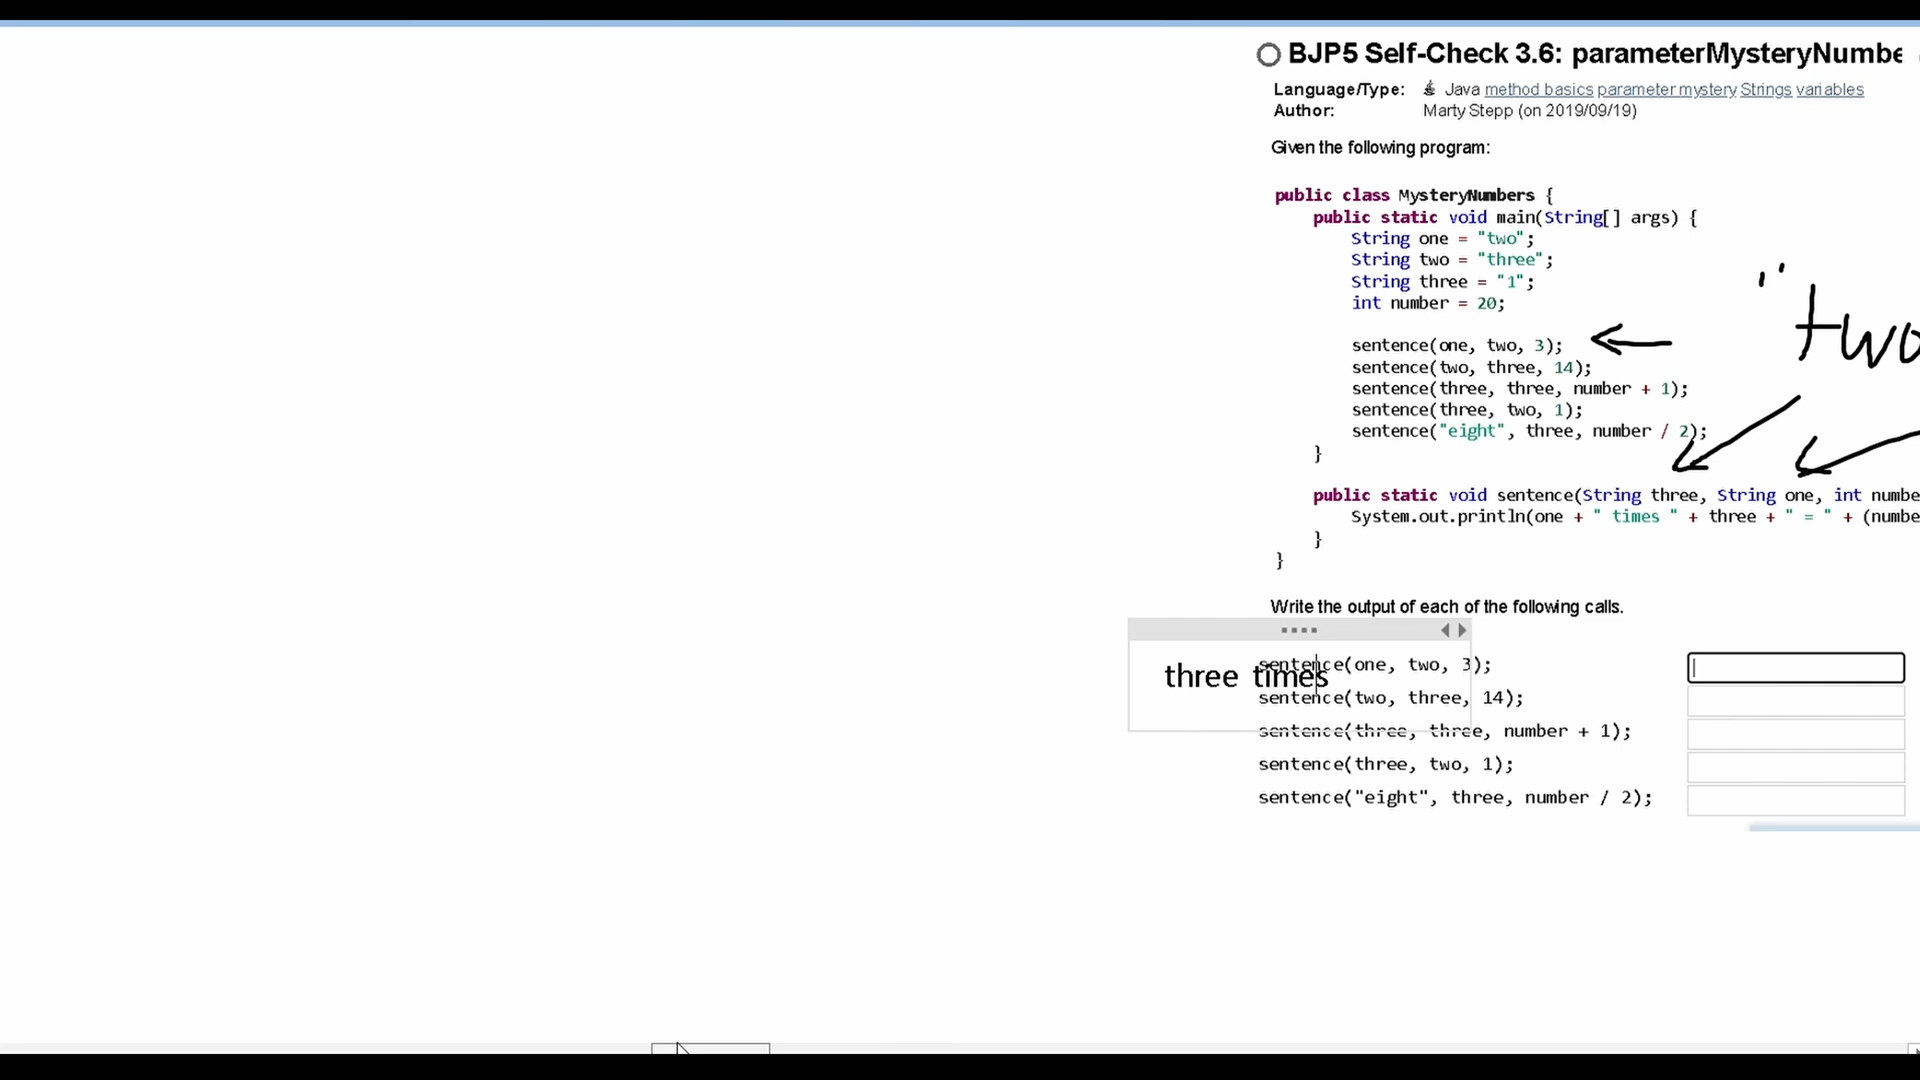 BJP5 Self-Check 3.6: parameterMysteryNumbe
Language/Type: Java method basics parameter mystery Strings variables
Author: Marty Stepp (on 2019/09/19)
Given the following program:
public class MysteryNumbers {
public static void main(String[] args) {
String one = "two";
String two = "three";
String three = "1";
int number = 20;
sentence(one, two, 3);
sentence(two, three, 14);
sentence(three, three, number + 1);
sentence(three, two, 1);
sentence("eight", three, number / 2);
}
"two
public static void sentence(String three, String one, int numbe
System.out.println(one + " times " + three + " = " + (numbe
}
}
Write the output of each of the following calls.
three times
sentence(one, two, 3);
sentence(two, three, 14);
sentence(three, three, number + 1);
sentence(three, two, 1);
sentence("eight", three, number / 2);